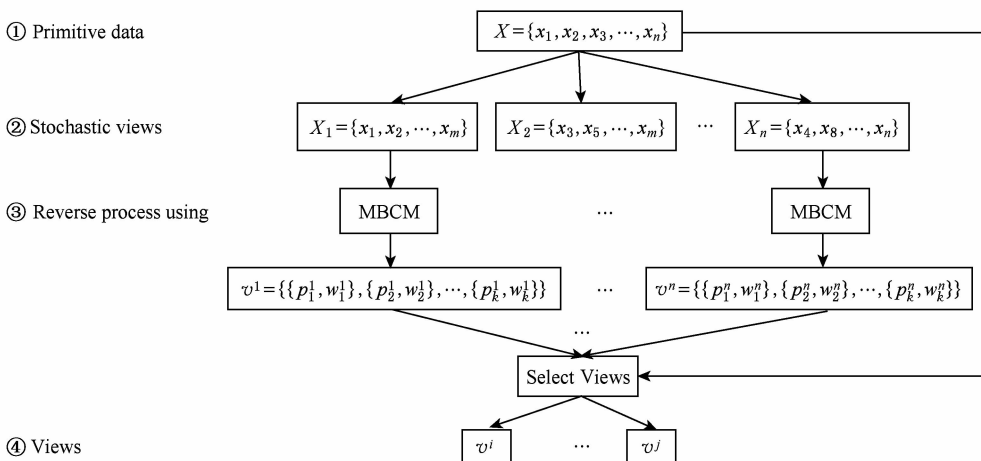 ① Primitive data X={x₁,x₂,x₃,⋯,xₙ}
② Stochastic views X₁={x₁,x₂,⋯,xₘ} X₂={x₃,x₅,⋯,xₘ} ⋯ Xₙ={x₄,x₈,⋯,xₙ}
③ Reverse process using MBCM ⋯ MBCM
v¹={{p₁¹,w₁¹},{p₂¹,w₂¹},⋯,{pₖ¹,wₖ¹}} ⋯ vⁿ={{p₁ⁿ,w₁ⁿ},{p₂ⁿ,w₂ⁿ},⋯,{pₖⁿ,wₖⁿ}}
⋯
Select Views
④ Views vⁱ ⋯ vʲ